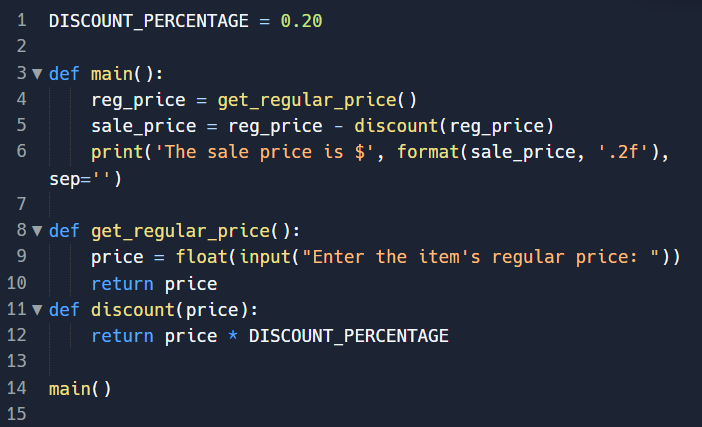 1 DISCOUNT_PERCENTAGE = 0.20
2
3 ▼ def main():
4     reg_price = get_regular_price()
5     sale_price = reg_price - discount(reg_price)
6     print('The sale price is $', format(sale_price, '.2f'),
sep='')
7
8 ▼ def get_regular_price():
9     price = float(input("Enter the item's regular price: "))
10     return price
11 ▼ def discount(price):
12     return price * DISCOUNT_PERCENTAGE
13
14 main()
15